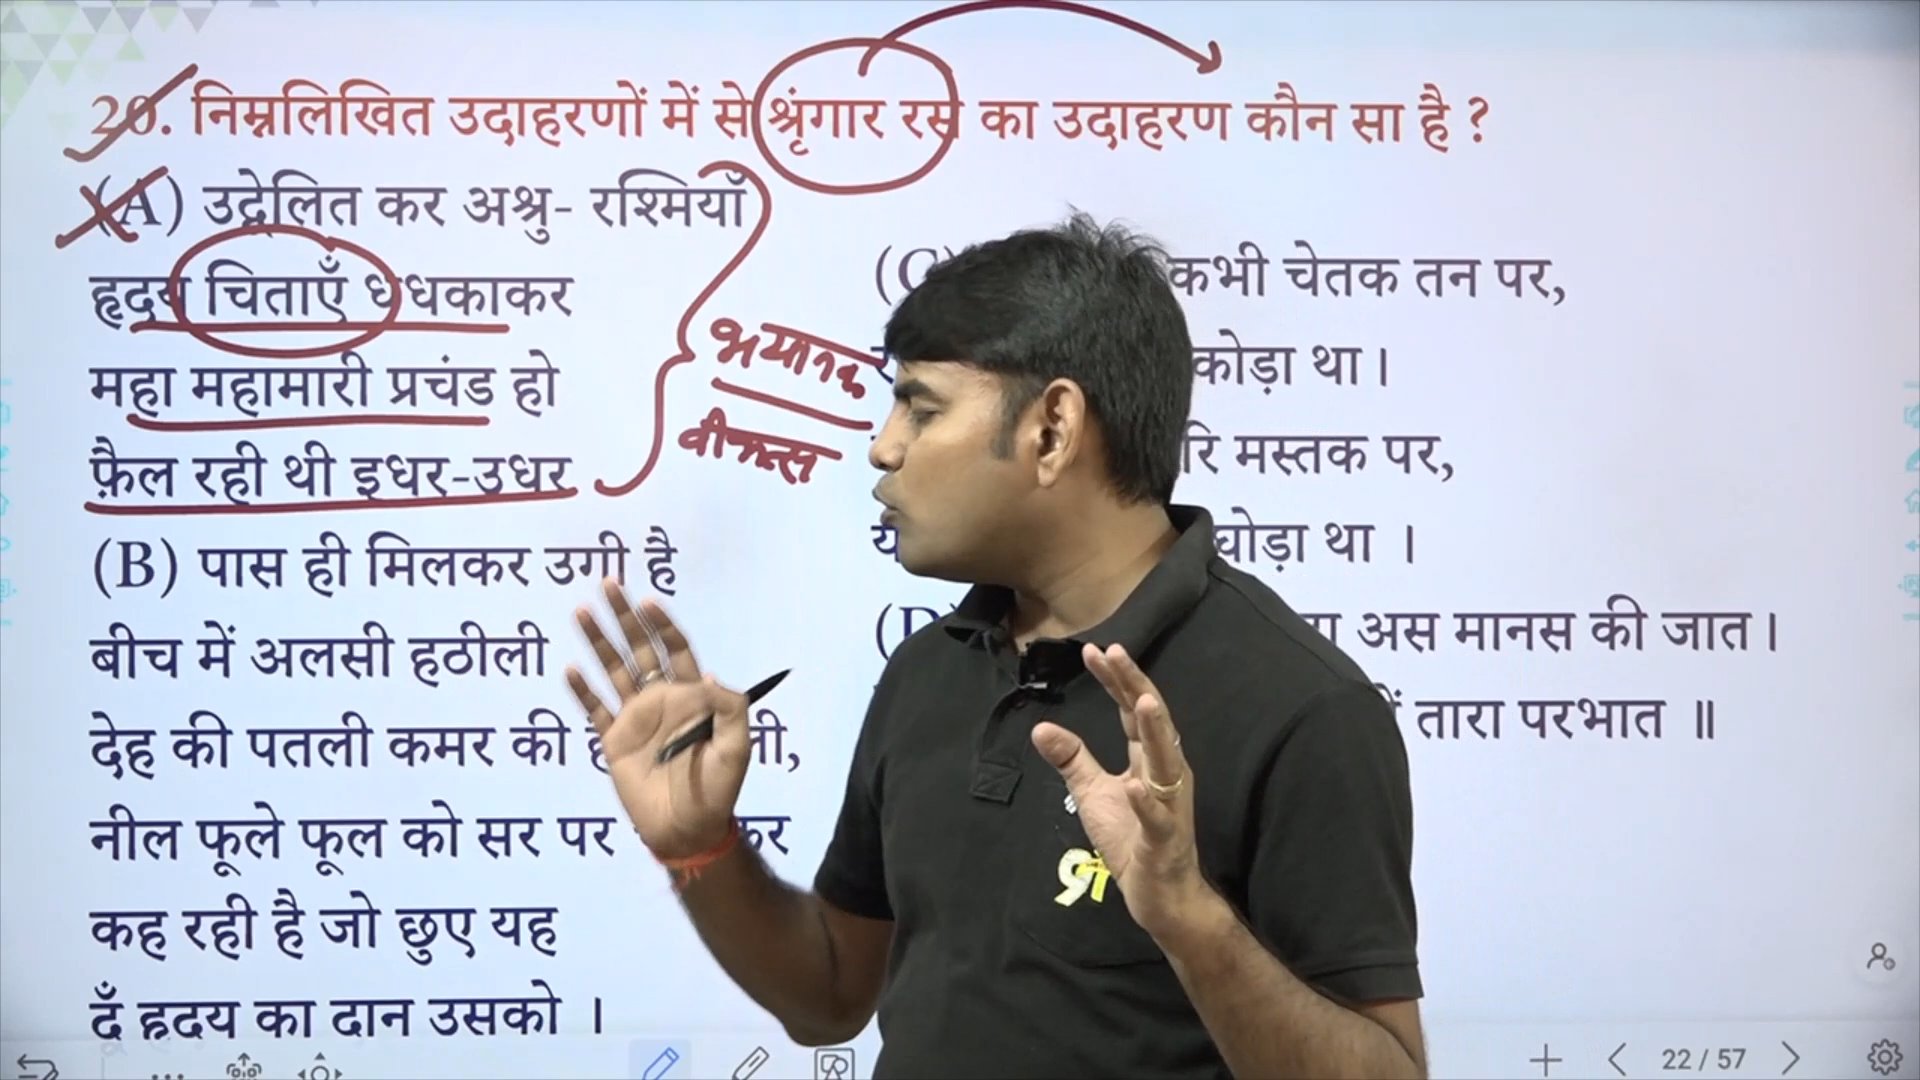 20. निम्नलिखित उदाहरणों में से श्रृंगार रस का उदाहरण कौन सा है ?
(A) उद्वेलित कर अश्रु- रश्मियाँ
हृदय चिताएँ धधकाकर
महा महामारी प्रचंड हो
फ़ैल रही थी इधर-उधर
भयानक
वीभत्स
(B) पास ही मिलकर उगी है
बीच में अलसी हठीली
देह की पतली कमर की है
नील फूले फूल को सर पर
कह रही है जो छुए यह
दूँ हृदय का दान उसको ।
(C) कभी चेतक तन पर,
कोड़ा था ।
मस्तक पर,
घोड़ा था ।
(D) अस मानस की जात ।
तारा परभात ॥
22 / 57